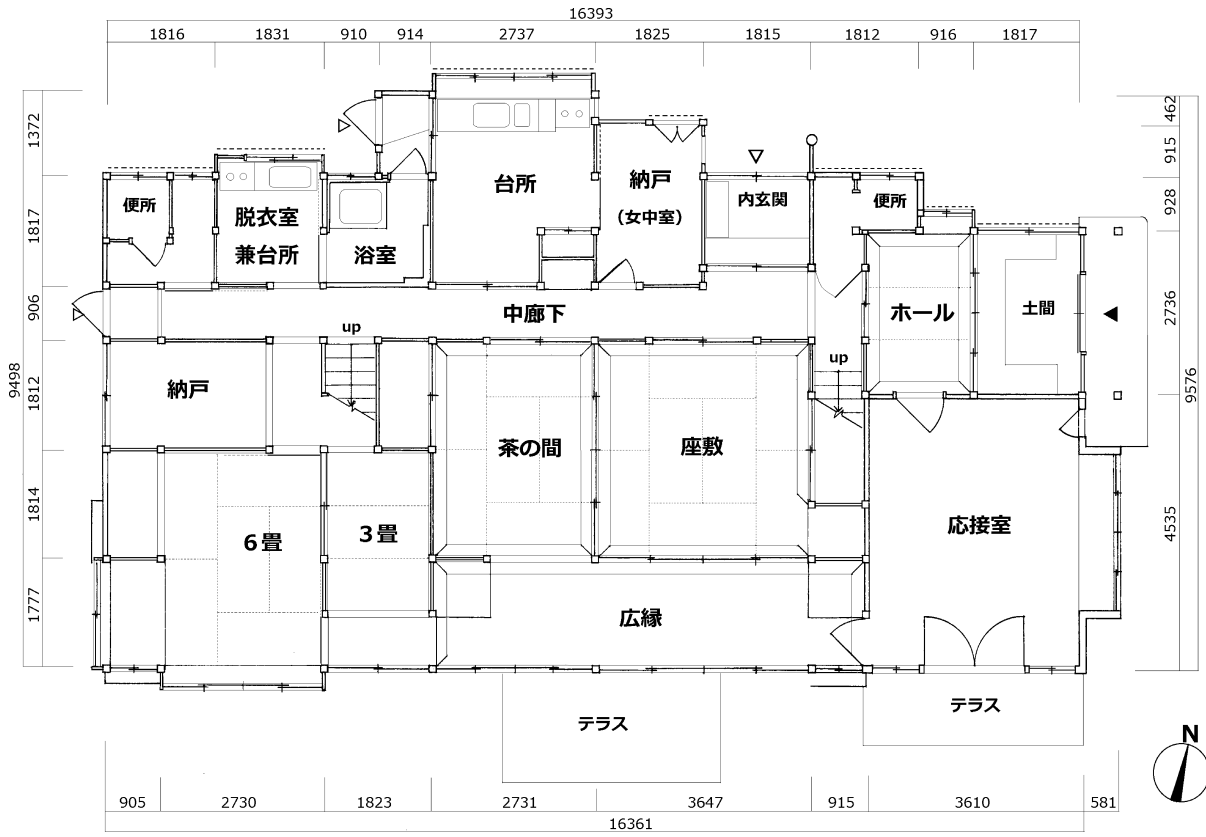 16393
1816 1831 910 914 2737 1825 1815 1812 916 1817
1372
462
915
台所
納戸
(女中室)
内玄関
便所
928
便所
1817
脱衣室
兼台所
浴室
906
中廊下
ホール
土間
2736
up
9498
9576
1812
納戸
up
茶の間
座敷
1814
6畳
3畳
応接室
4535
1777
広縁
テラス
テラス
N
905 2730 1823 2731 3647 915 3610 581
16361